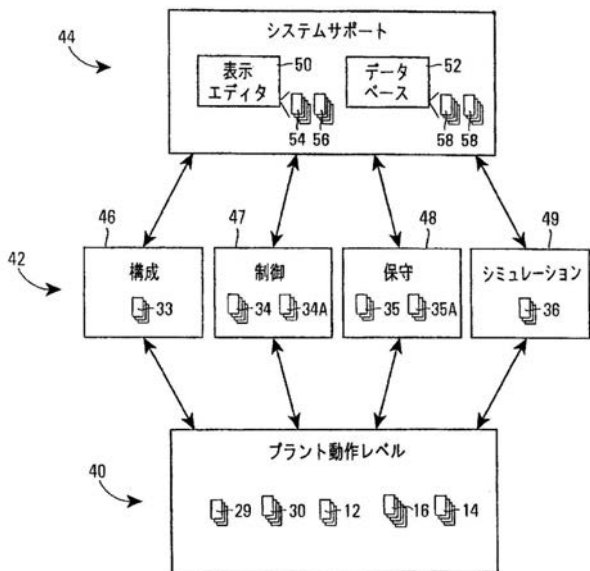 44
システムサポート
表示
エディタ
50
データ
ベース
52
54
56
58
58
46
47
48
49
42
構成
制御
保守
シミュレーション
33
34
34A
35
35A
36
プラント動作レベル
40
29
30
12
16
14